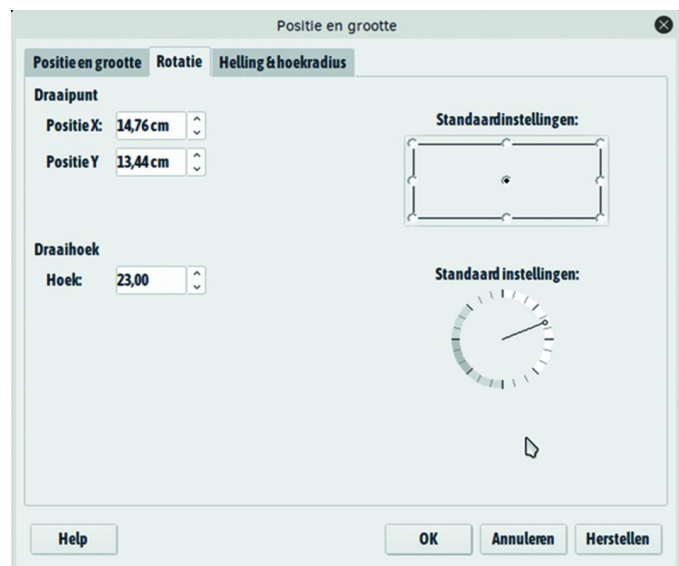 Positie en grootte
Positie en grootte Rotatie Helling & hoekradius
Draaipunt
Positie X: 14,76 cm
Positie Y 13,44 cm
Standaardinstellingen:
Draaihoek
Hoek: 23,00
Standaard instellingen:
Help OK Annuleren Herstellen